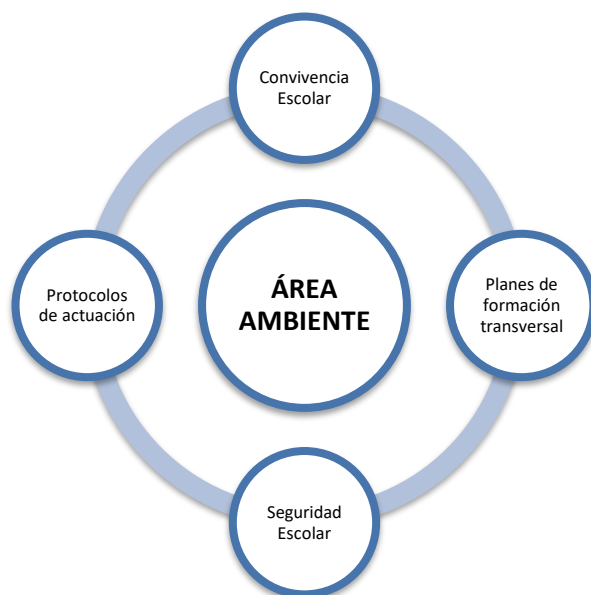 Convivencia
Escolar
Protocolos
de actuación
ÁREA
AMBIENTE
Planes de
formación
transversal
Seguridad
Escolar